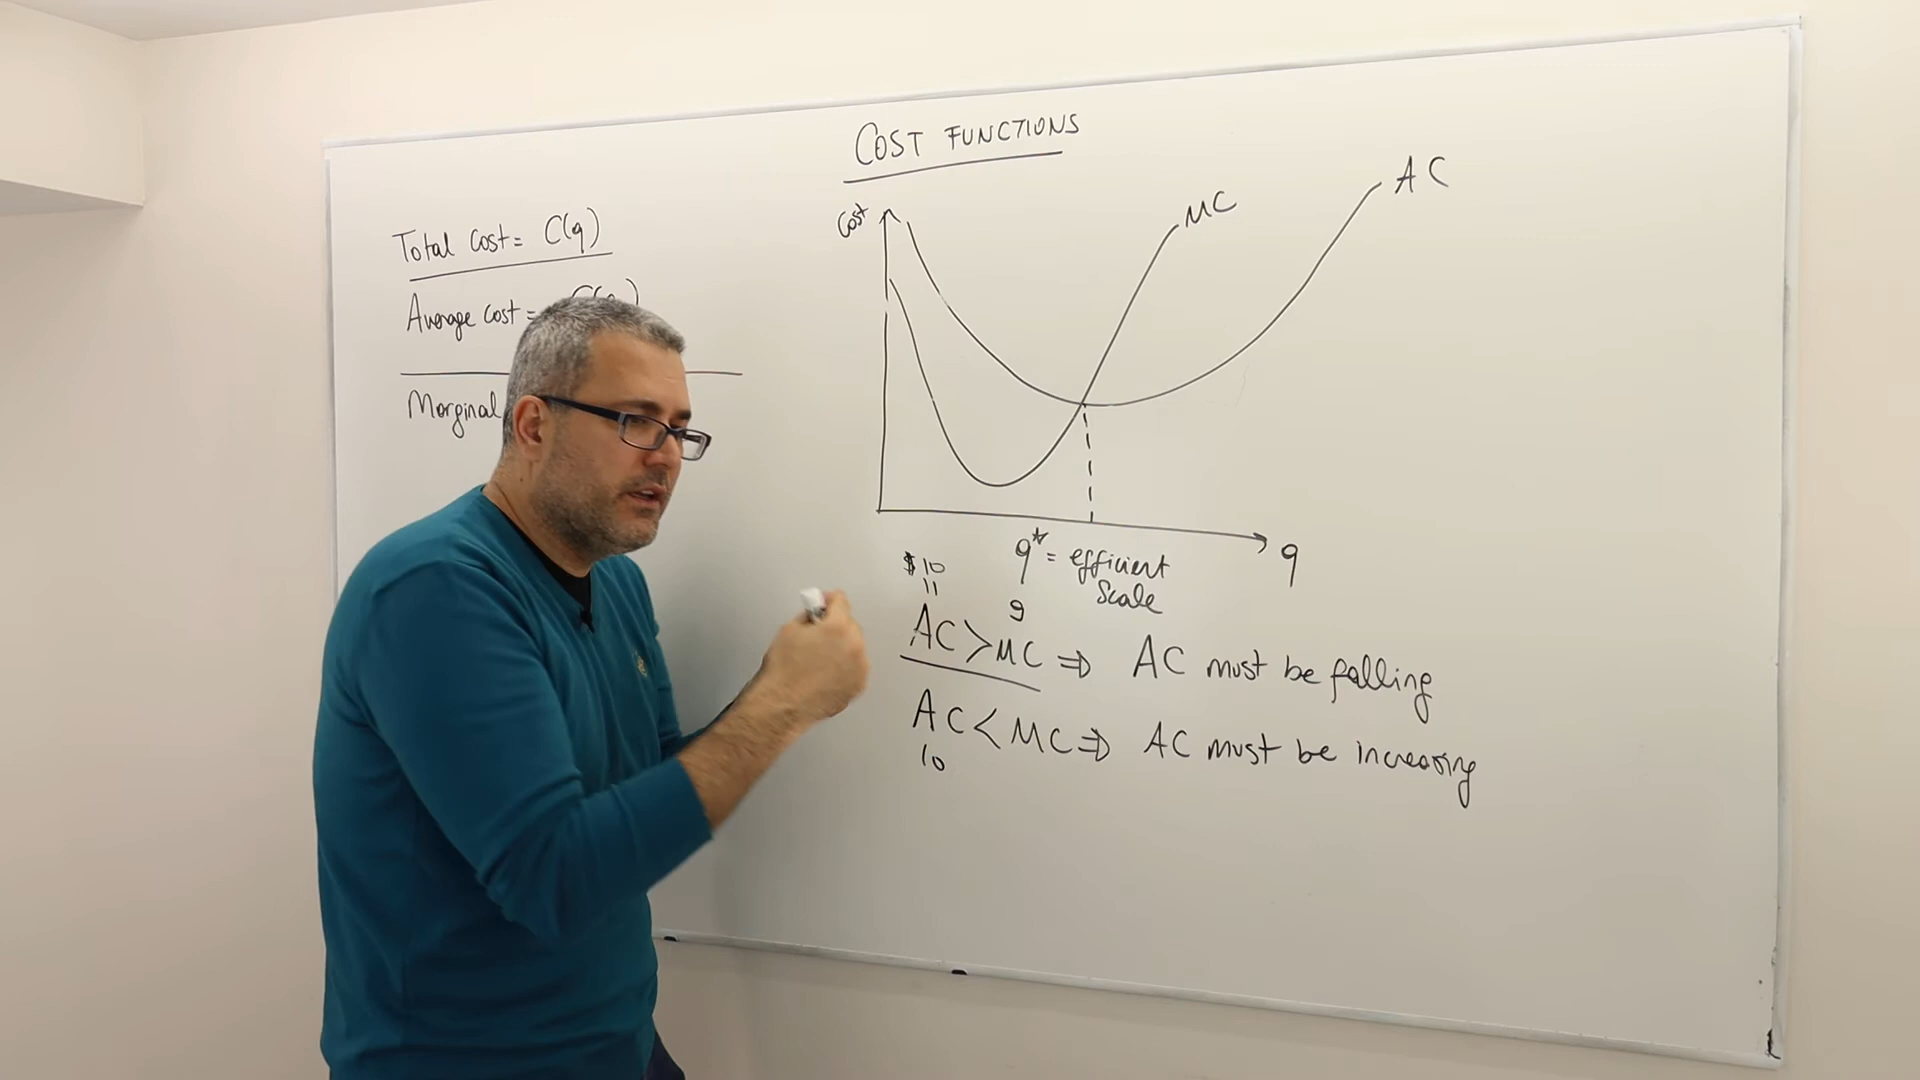 COST FUNCTIONS
Total Cost = C(q)
Average Cost =
Marginal
Cost
MC
AC
q
q* = efficient
Scale
$10
11
9
AC > MC ⇒ AC must be falling
AC < MC ⇒ AC must be increasing
10